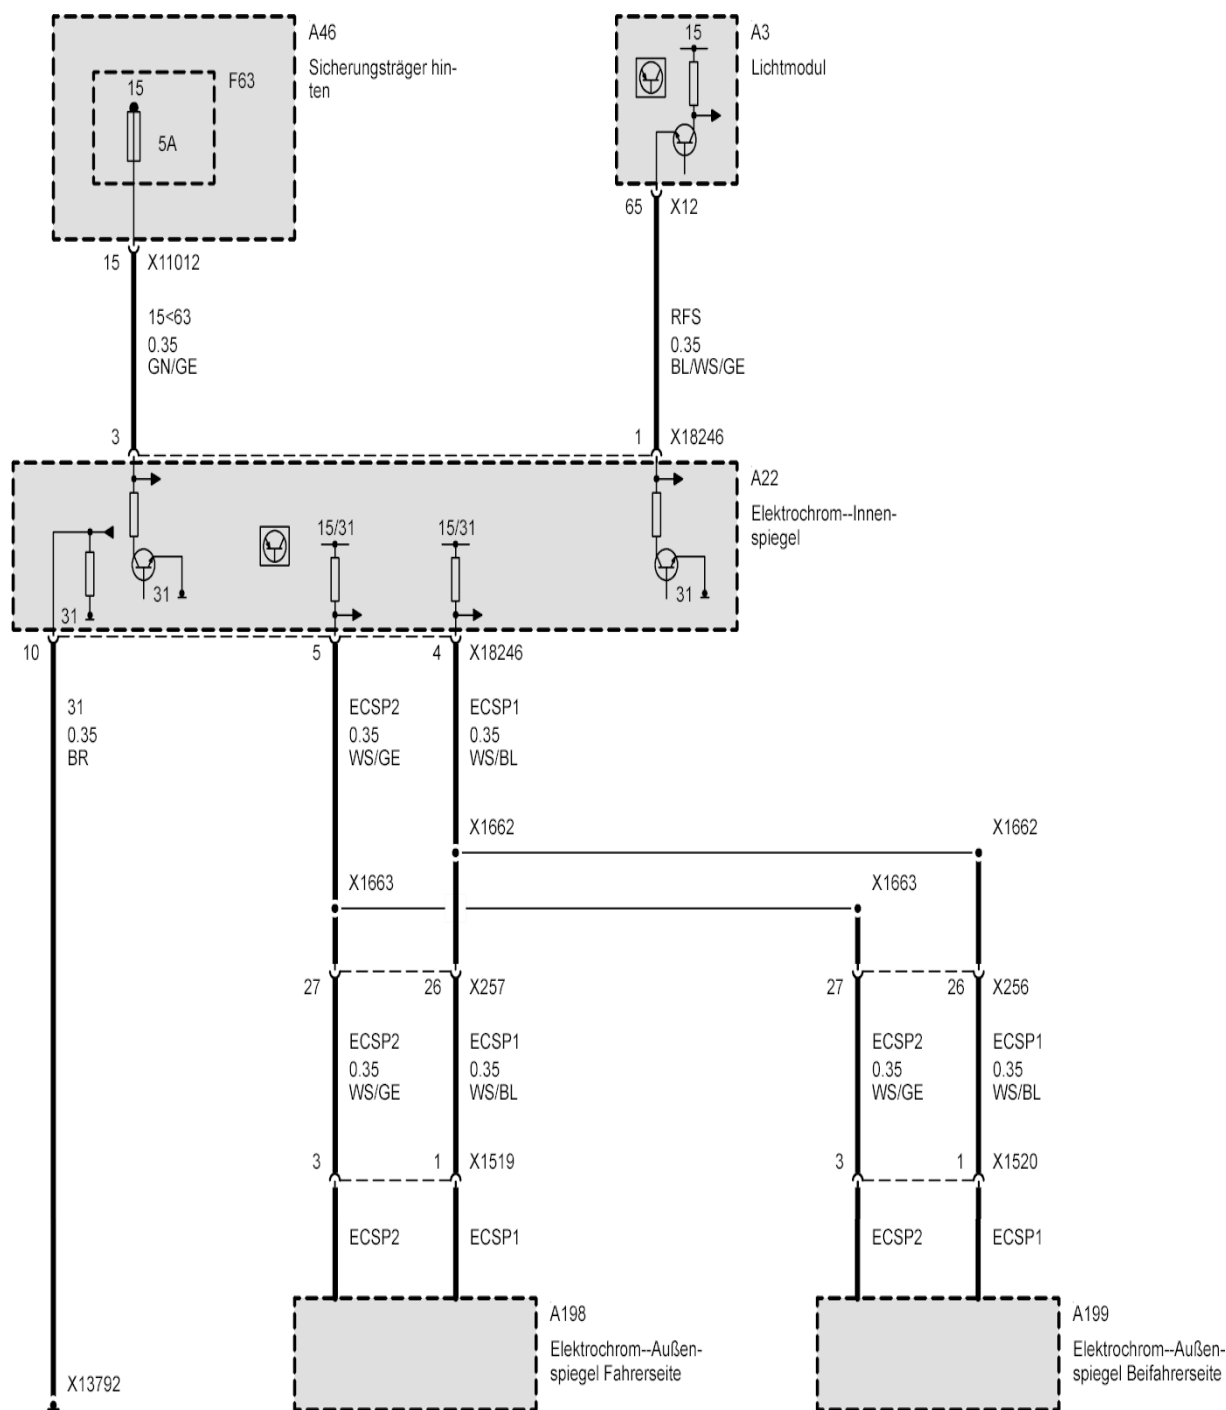 A46
Sicherungsträger hin-
ten
F63
15
5A
A3
Lichtmodul
15
65 X12
15 X11012
15<63
0.35
GN/GE
RFS
0.35
BL/WS/GE
3
1 X18246
A22
Elektrochrom--Innen-
spiegel
15/31
15/31
31
31
31
10
5
4 X18246
31
0.35
BR
ECSP2
0.35
WS/GE
ECSP1
0.35
WS/BL
X1662
X1662
X1663
X1663
27
26 X257
27
26 X256
ECSP2
0.35
WS/GE
ECSP1
0.35
WS/BL
ECSP2
0.35
WS/GE
ECSP1
0.35
WS/BL
3
1 X1519
3
1 X1520
ECSP2
ECSP1
ECSP2
ECSP1
A198
Elektrochrom--Außen-
spiegel Fahrerseite
A199
Elektrochrom--Außen-
spiegel Beifahrerseite
X13792